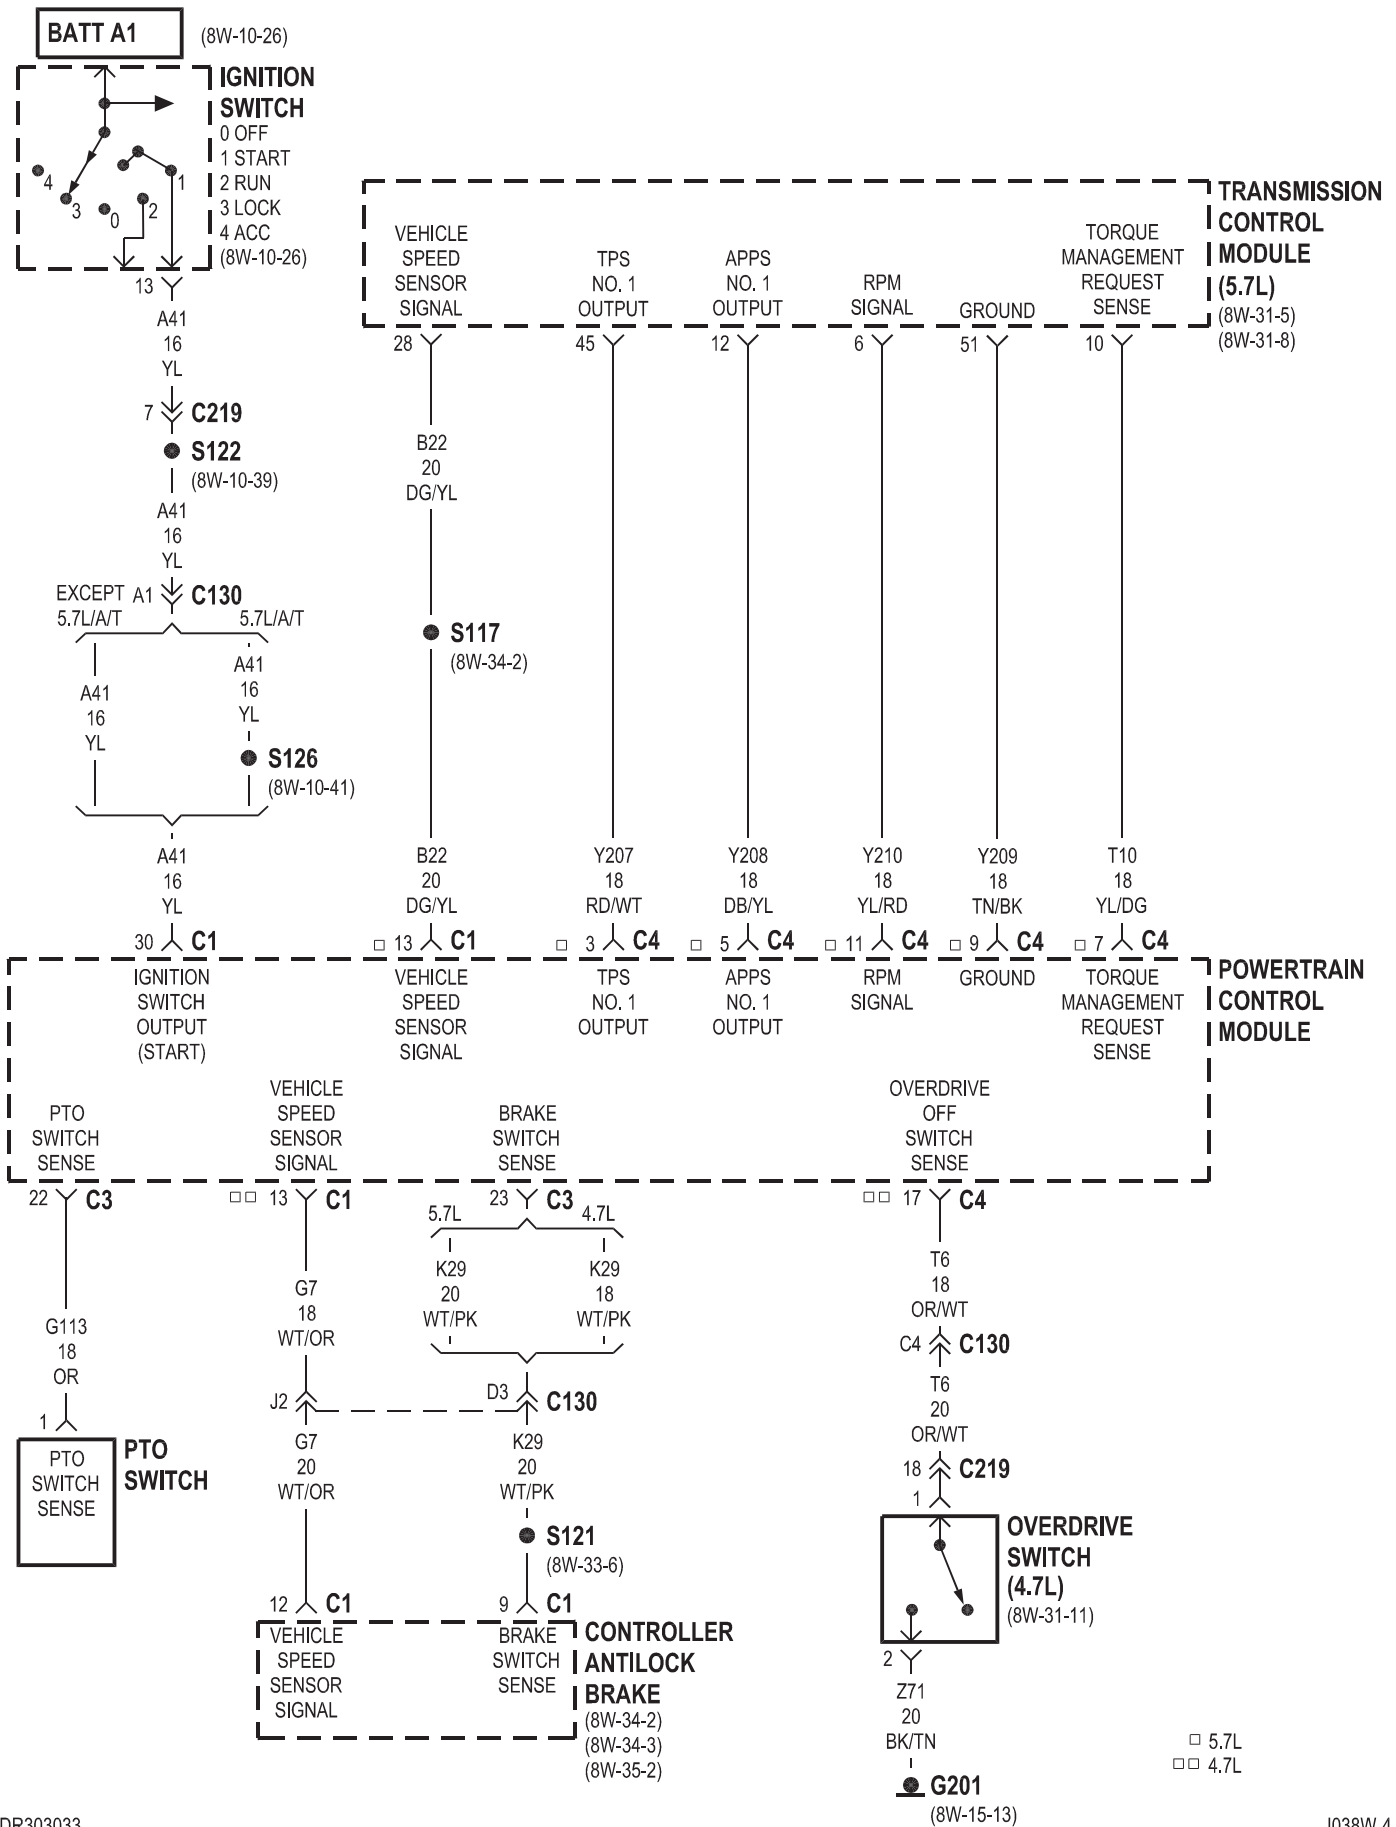 BATT A1
(8W-10-26)
IGNITION
SWITCH
0 OFF
1 START
2 RUN
3 LOCK
4 ACC
(8W-10-26)
4
3
0
2
1
13
A41
16
YL
7
C219
S122
(8W-10-39)
A41
16
YL
EXCEPT
5.7L/A/T
A1
C130
5.7L/A/T
A41
16
YL
A41
16
YL
S126
(8W-10-41)
A41
16
YL
30
C1
TRANSMISSION
CONTROL
MODULE
(5.7L)
(8W-31-5)
(8W-31-8)
VEHICLE
SPEED
SENSOR
SIGNAL
TPS
NO. 1
OUTPUT
APPS
NO. 1
OUTPUT
RPM
SIGNAL
GROUND
TORQUE
MANAGEMENT
REQUEST
SENSE
28
45
12
6
51
10
B22
20
DG/YL
S117
(8W-34-2)
B22
20
DG/YL
Y207
18
RD/WT
Y208
18
DB/YL
Y210
18
YL/RD
Y209
18
TN/BK
T10
18
YL/DG
□ 13 C1
□ 3 C4
□ 5 C4
□ 11 C4
□ 9 C4
□ 7 C4
POWERTRAIN
CONTROL
MODULE
IGNITION
SWITCH
OUTPUT
(START)
VEHICLE
SPEED
SENSOR
SIGNAL
TPS
NO. 1
OUTPUT
APPS
NO. 1
OUTPUT
RPM
SIGNAL
GROUND
TORQUE
MANAGEMENT
REQUEST
SENSE
PTO
SWITCH
SENSE
VEHICLE
SPEED
SENSOR
SIGNAL
BRAKE
SWITCH
SENSE
OVERDRIVE
OFF
SWITCH
SENSE
22 C3
□□ 13 C1
23 C3
□□ 17 C4
G113
18
OR
1
PTO
SWITCH
SENSE
PTO
SWITCH
G7
18
WT/OR
J2
G7
20
WT/OR
12 C1
5.7L
4.7L
K29
20
WT/PK
K29
18
WT/PK
D3
C130
K29
20
WT/PK
S121
(8W-33-6)
9 C1
VEHICLE
SPEED
SENSOR
SIGNAL
BRAKE
SWITCH
SENSE
CONTROLLER
ANTILOCK
BRAKE
(8W-34-2)
(8W-34-3)
(8W-35-2)
T6
18
OR/WT
C4
C130
T6
20
OR/WT
18
C219
1
OVERDRIVE
SWITCH
(4.7L)
(8W-31-11)
2
Z71
20
BK/TN
G201
(8W-15-13)
□ 5.7L
□□ 4.7L
DR303033
J038W-4